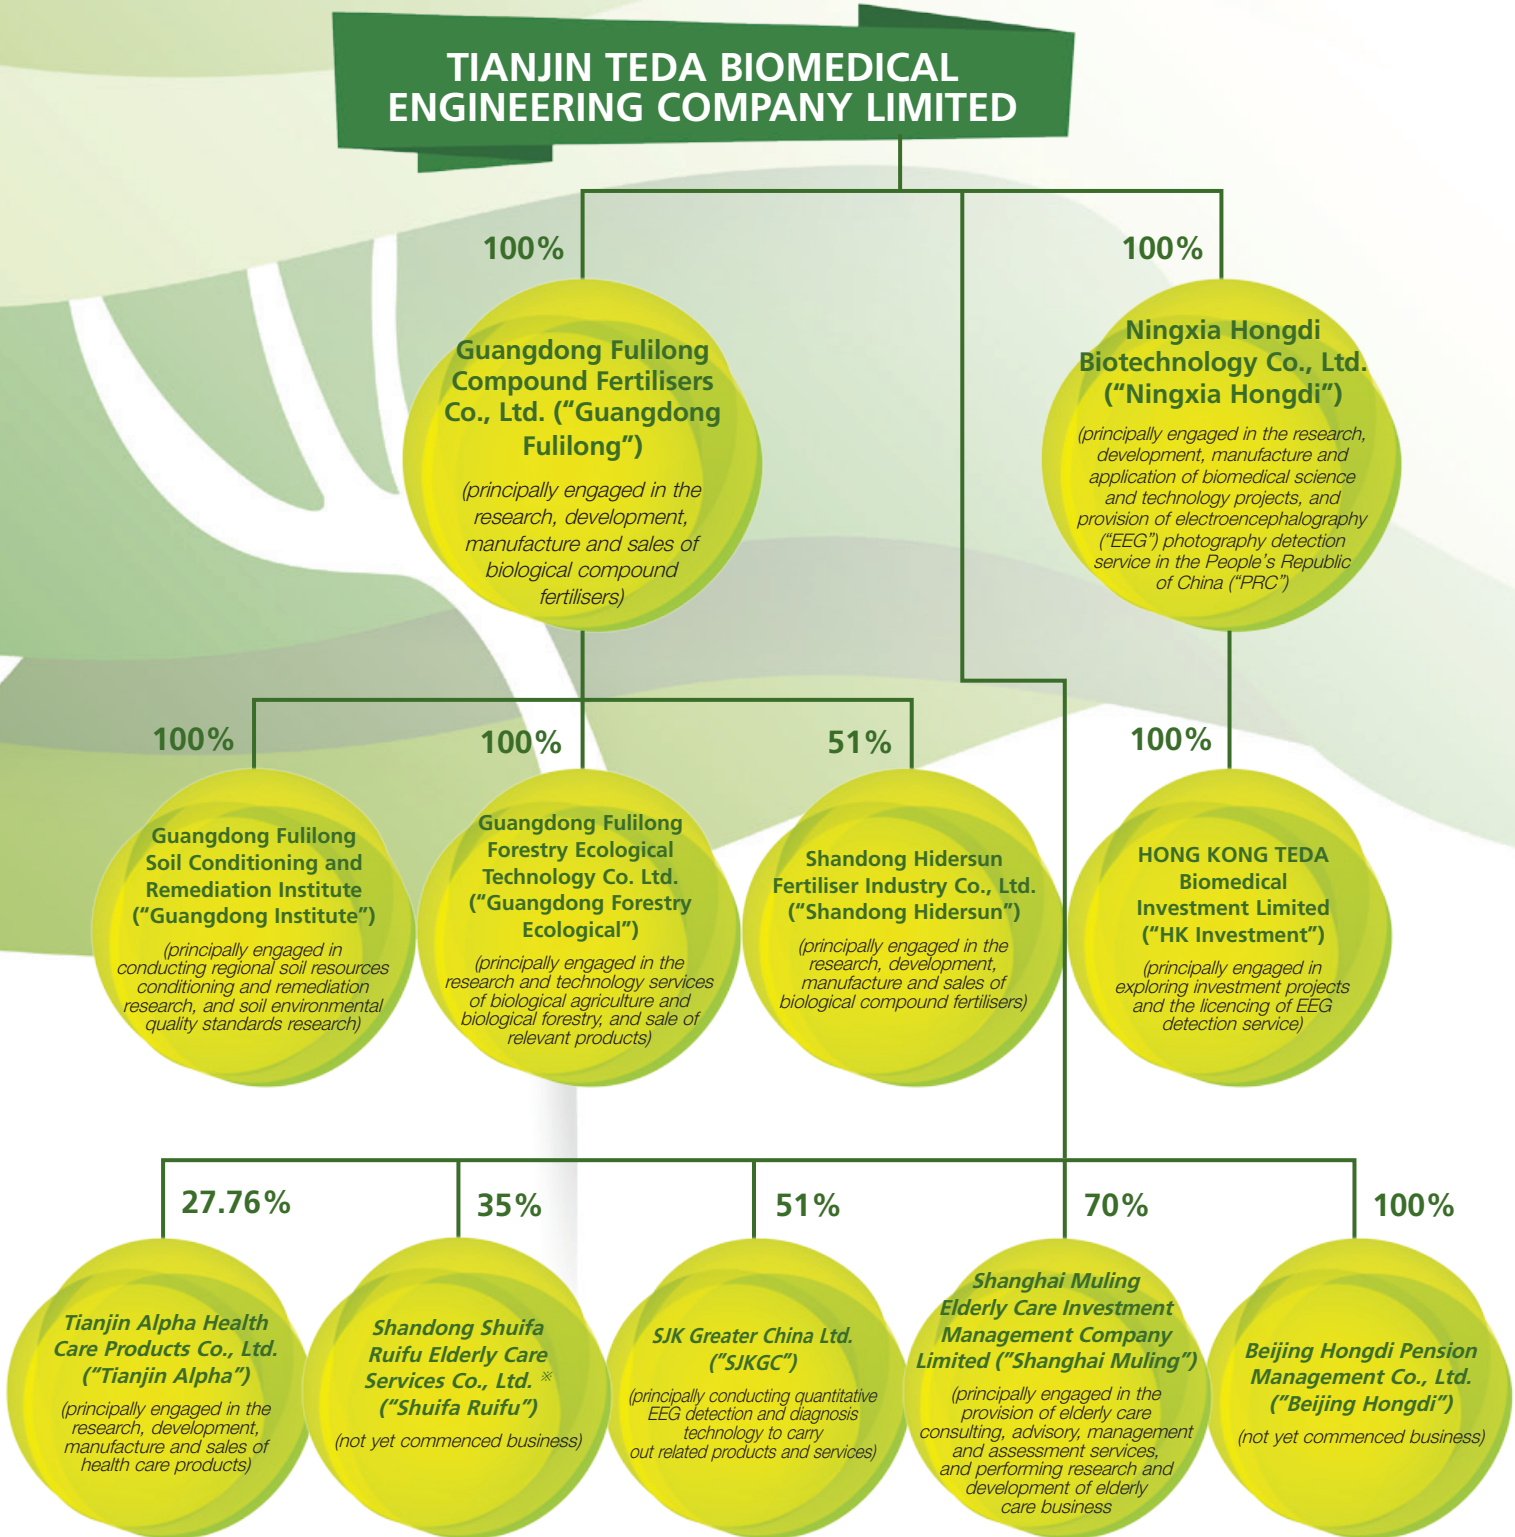 TIANJIN TEDA BIOMEDICAL
ENGINEERING COMPANY LIMITED
100%
100%
Guangdong Fulilong
Compound Fertilisers
Co., Ltd. (“Guangdong
Fulilong”)
(principally engaged in the
research, development,
manufacture and sales of
biological compound
fertilisers)
Ningxia Hongdi
Biotechnology Co., Ltd.
(“Ningxia Hongdi”)
(principally engaged in the research,
development, manufacture and
application of biomedical science
and technology projects, and
provision of electroencephalography
(“EEG”) photography detection
service in the People’s Republic
of China (“PRC”)
100%
100%
51%
100%
Guangdong Fulilong
Soil Conditioning and
Remediation Institute
(“Guangdong Institute”)
(principally engaged in
conducting regional soil resources
conditioning and remediation
research, and soil environmental
quality standards research)
Guangdong Fulilong
Forestry Ecological
Technology Co. Ltd.
(“Guangdong Forestry
Ecological”)
(principally engaged in the
research and technology services
of biological agriculture and
biological forestry, and sale of
relevant products)
Shandong Hidersun
Fertiliser Industry Co., Ltd.
(“Shandong Hidersun”)
(principally engaged in the
research, development,
manufacture and sales of
biological compound fertilisers)
HONG KONG TEDA
Biomedical
Investment Limited
(“HK Investment”)
(principally engaged in
exploring investment projects
and the licencing of EEG
detection service)
27.76%
35%
51%
70%
100%
Tianjin Alpha Health
Care Products Co., Ltd.
(“Tianjin Alpha”)
(principally engaged in the
research, development,
manufacture and sales of
health care products)
Shandong Shuifa
Ruifu Elderly Care
Services Co., Ltd. ※
(“Shuifa Ruifu”)
(not yet commenced business)
SJK Greater China Ltd.
(”SJKGC”)
(principally conducting quantitative
EEG detection and diagnosis
technology to carry
out related products and services)
Shanghai Muling
Elderly Care Investment
Management Company
Limited (”Shanghai Muling”)
(principally engaged in the
provision of elderly care
consulting, advisory, management
and assessment services,
and performing research and
development of elderly
care business
Beijing Hongdi Pension
Management Co., Ltd.
(”Beijing Hongdi”)
(not yet commenced business)